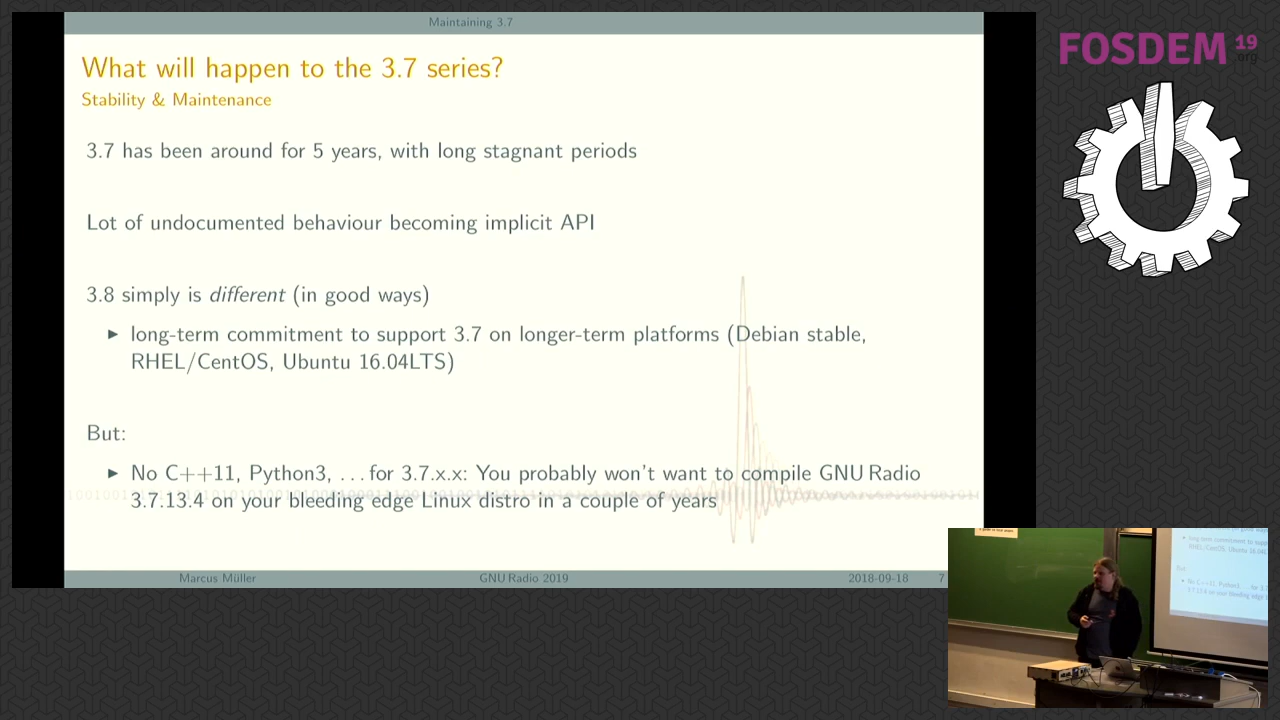 Maintaining 3.7
FOSDEM 19
.org
What will happen to the 3.7 series?
Stability & Maintenance
3.7 has been around for 5 years, with long stagnant periods
Lot of undocumented behaviour becoming implicit API
3.8 simply is different (in good ways)
▶ long-term commitment to support 3.7 on longer-term platforms (Debian stable,
RHEL/CentOS, Ubuntu 16.04LTS)
But:
▶ No C++11, Python3, ... for 3.7.x.x: You probably won't want to compile GNU Radio
3.7.13.4 on your bleeding edge Linux distro in a couple of years
Marcus Müller
GNU Radio 2019
2018-09-18
7